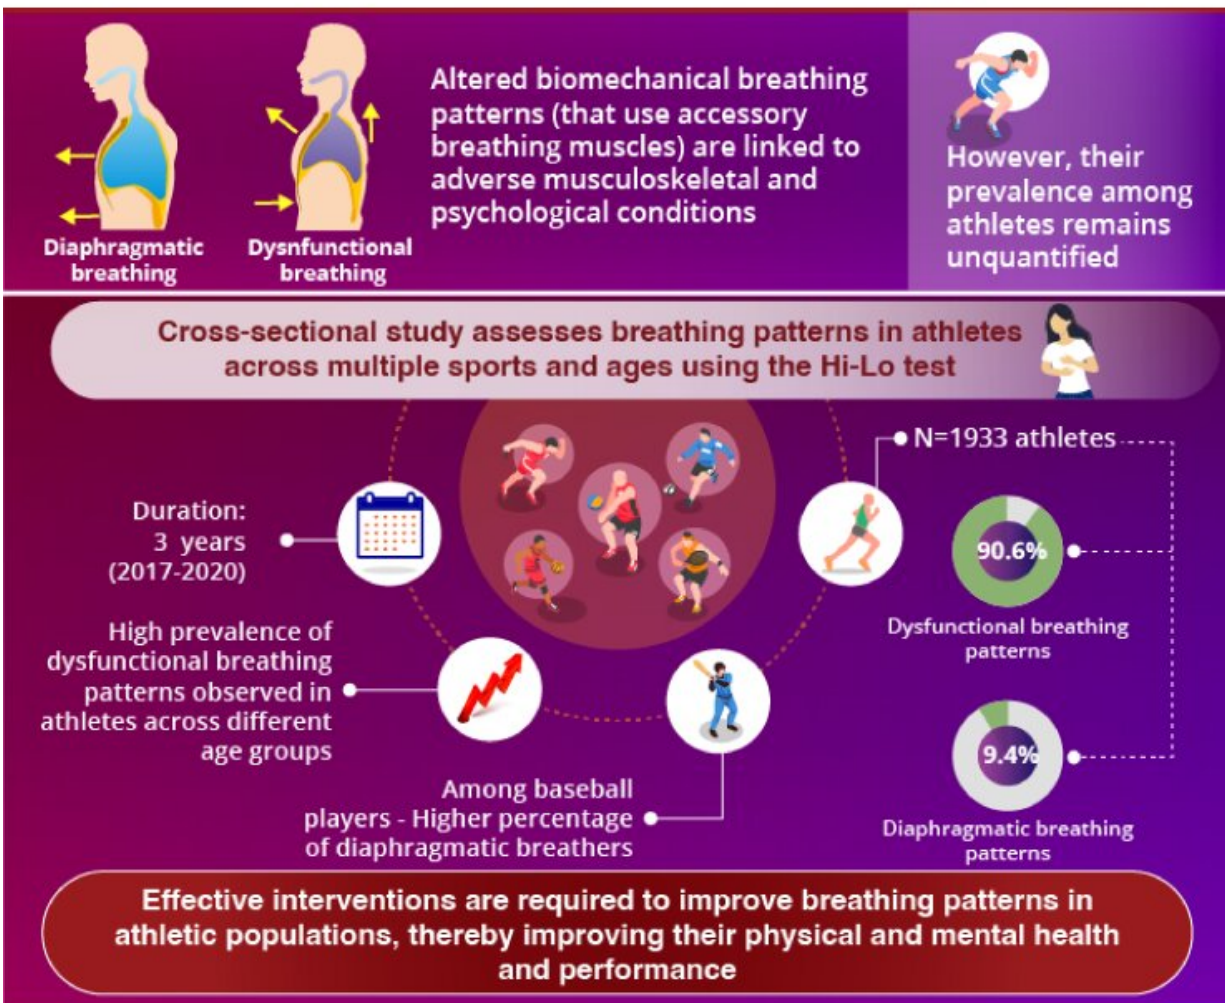 Diaphragmatic
breathing
Dysnfunctional
breathing
Altered biomechanical breathing
patterns (that use accessory
breathing muscles) are linked to
adverse musculoskeletal and
psychological conditions
However, their
prevalence among
athletes remains
unquantified
Cross-sectional study assesses breathing patterns in athletes
across multiple sports and ages using the Hi-Lo test
Duration:
3 years
(2017-2020)
High prevalence of
dysfunctional breathing
patterns observed in
athletes across different
age groups
Among baseball
players - Higher percentage
of diaphragmatic breathers
N=1933 athletes
90.6%
Dysfunctional breathing
patterns
9.4%
Diaphragmatic breathing
patterns
Effective interventions are required to improve breathing patterns in
athletic populations, thereby improving their physical and mental health
and performance